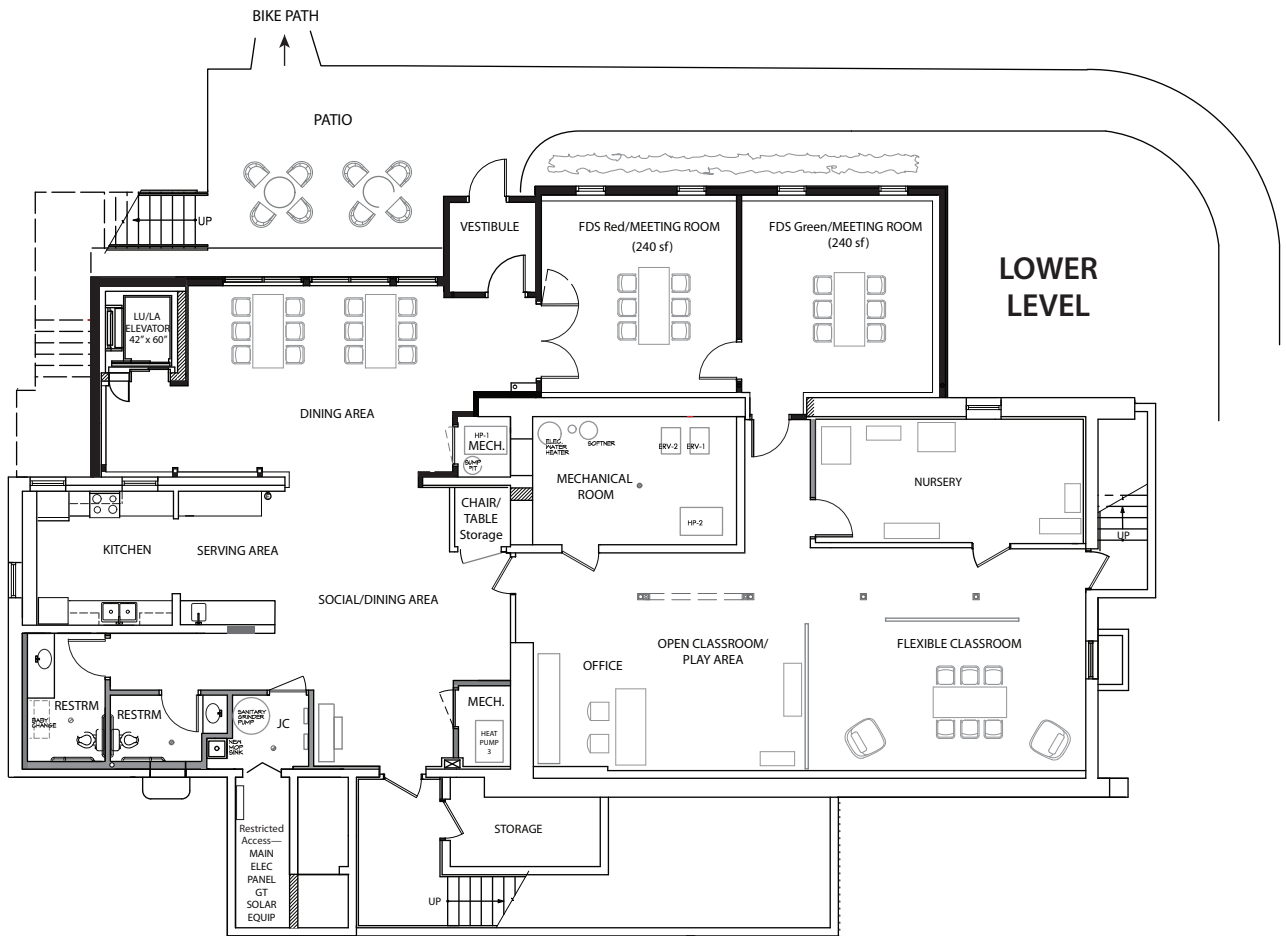 BIKE PATH
PATIO
UP
VESTIBULE
FDS Red/MEETING ROOM
(240 sf)
FDS Green/MEETING ROOM
(240 sf)
LOWER
LEVEL
LU/LA
ELEVATOR
42" x 60"
DINING AREA
HP-1
MECH.
SUMP
PIT
ELEC.
WATER
HEATER
SOFTNER
ERV-2
ERV-1
MECHANICAL
ROOM
HP-2
NURSERY
UP
CHAIR/
TABLE
Storage
KITCHEN
SERVING AREA
SOCIAL/DINING AREA
OFFICE
OPEN CLASSROOM/
PLAY AREA
FLEXIBLE CLASSROOM
RESTRM
BABY
CHANGE
RESTRM
SANITARY
GRINDER
PUMP
JC
NEW
MOP
SINK
MECH.
HEAT
PUMP
3
Restricted
Access—
MAIN
ELEC
PANEL
GT
SOLAR
EQUIP
STORAGE
UP